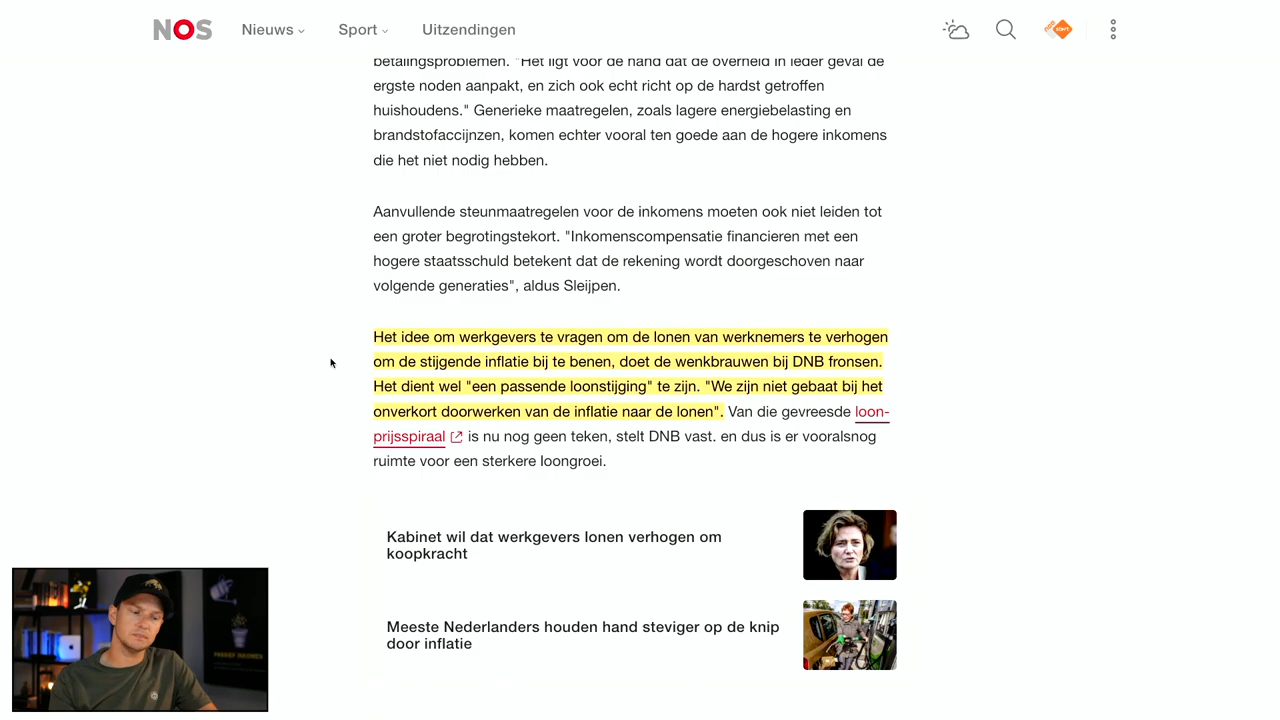 NOS
Nieuws
Sport
Uitzendingen
start
betalingsproblemen. "Het ligt voor de hand dat de overheid in ieder geval de
ergste noden aanpakt, en zich ook echt richt op de hardst getroffen
huishoudens." Generieke maatregelen, zoals lagere energiebelasting en
brandstofaccijnzen, komen echter vooral ten goede aan de hogere inkomens
die het niet nodig hebben.
Aanvullende steunmaatregelen voor de inkomens moeten ook niet leiden tot
een groter begrotingstekort. "Inkomenscompensatie financieren met een
hogere staatsschuld betekent dat de rekening wordt doorgeschoven naar
volgende generaties", aldus Sleijpen.
Het idee om werkgevers te vragen om de lonen van werknemers te verhogen
om de stijgende inflatie bij te benen, doet de wenkbrauwen bij DNB fronsen.
Het dient wel "een passende loonstijging" te zijn. "We zijn niet gebaat bij het
onverkort doorwerken van de inflatie naar de lonen". Van die gevreesde loon-
prijsspiraal is nu nog geen teken, stelt DNB vast. en dus is er vooralsnog
ruimte voor een sterkere loongroei.
Kabinet wil dat werkgevers lonen verhogen om
koopkracht
Meeste Nederlanders houden hand steviger op de knip
door inflatie
PASSIEF INKOMEN